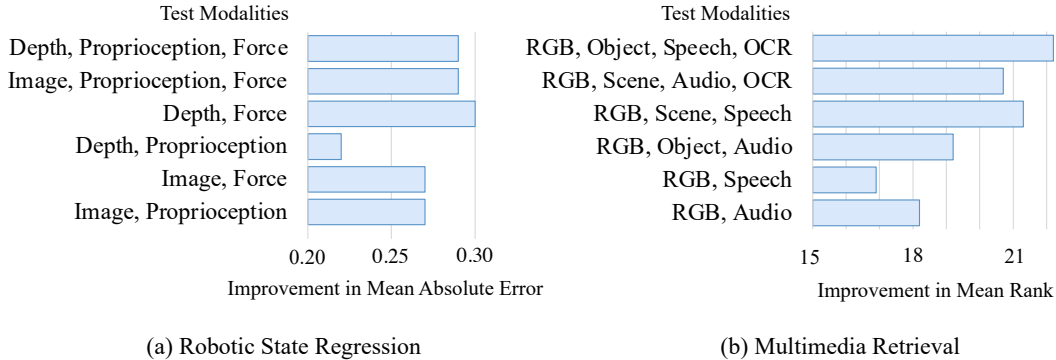 Test Modalities
Depth, Proprioception, Force
Image, Proprioception, Force
Depth, Force
Depth, Proprioception
Image, Force
Image, Proprioception
0.20 0.25 0.30
Improvement in Mean Absolute Error
(a) Robotic State Regression
Test Modalities
RGB, Object, Speech, OCR
RGB, Scene, Audio, OCR
RGB, Scene, Speech
RGB, Object, Audio
RGB, Speech
RGB, Audio
15 18 21
Improvement in Mean Rank
(b) Multimedia Retrieval